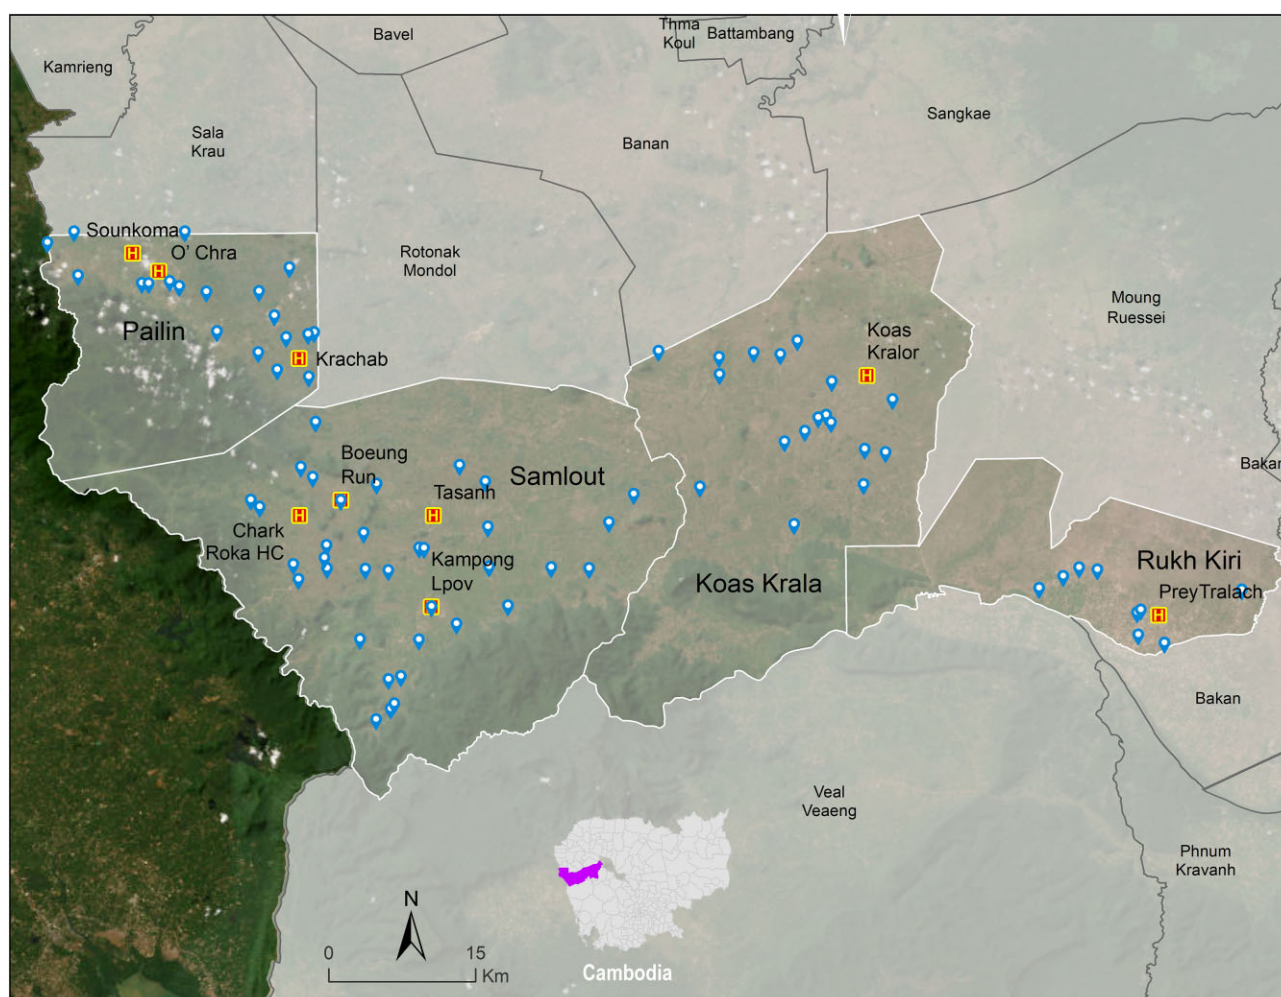 Bavel
Thma
Koul
Battambang
Kamrieng
Sangkae
Sala
Krau
Banan
Sounkoma
O' Chra
Rotonak
Mondol
Moung
Ruessei
Pailin
Koas
Kralor
Krachab
Boeung
Run
Samlout
Bakan
Tasanh
Chark
Roka HC
Kampong
Lpov
Rukh Kiri
Koas Krala
PreyTralach
Bakan
Veal
Veaeng
Phnum
Kravanh
N
0 15
Km
Cambodia
H
H
H
H
H
H
H
H
H